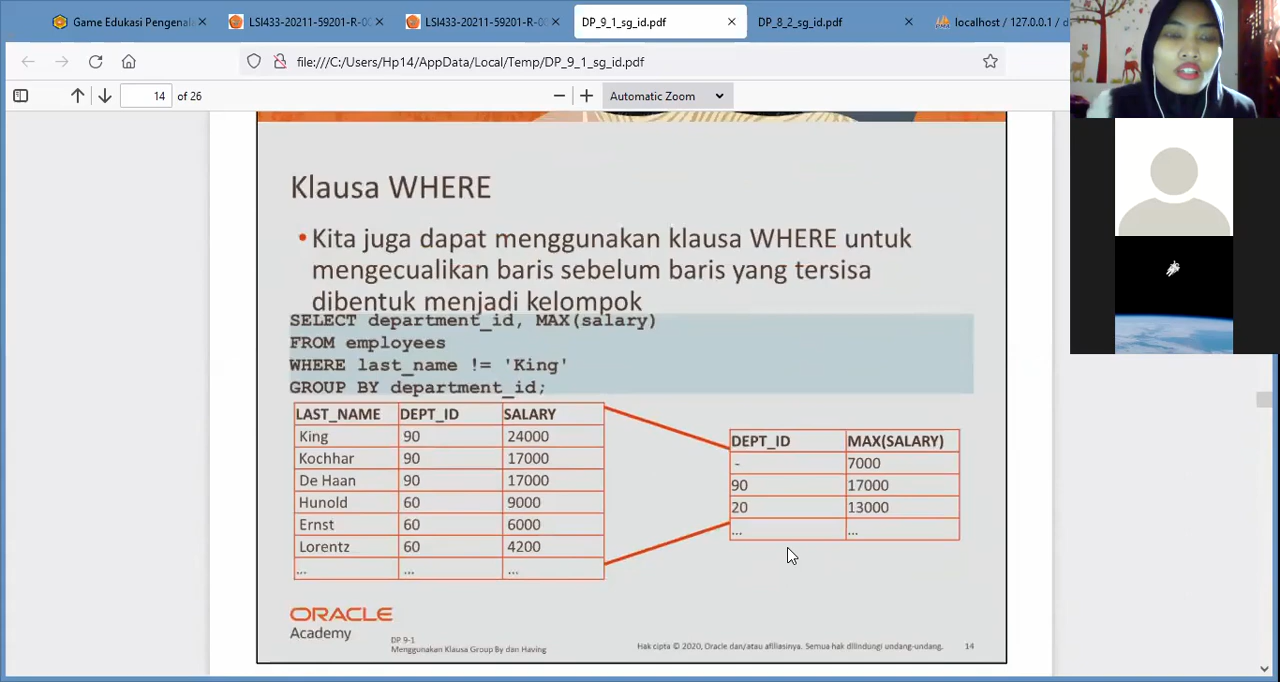 Game Edukasi Pengenal
LSI433-20211-59201-R-0
LSI433-20211-59201-R-0
DP_9_1_sg_id.pdf
DP_8_2_sg_id.pdf
localhost / 127.0.0.1 / d
file:///C:/Users/Hp14/AppData/Local/Temp/DP_9_1_sg_id.pdf
14 of 26
Automatic Zoom
Klausa WHERE
•Kita juga dapat menggunakan klausa WHERE untuk
mengecualikan baris sebelum baris yang tersisa
dibentuk menjadi kelompok
SELECT department_id, MAX(salary)
FROM employees
WHERE last_name != 'King'
GROUP BY department_id;
LAST_NAME DEPT_ID SALARY
King 90 24000
Kochhar 90 17000
De Haan 90 17000
Hunold 60 9000
Ernst 60 6000
Lorentz 60 4200
... ... ...
DEPT_ID MAX(SALARY)
- 7000
90 17000
20 13000
... ...
ORACLE
Academy
DP 9-1
Menggunakan Klausa Group By dan Having
Hak cipta © 2020, Oracle dan/atau afiliasinya. Semua hak dilindungi undang-undang.
14